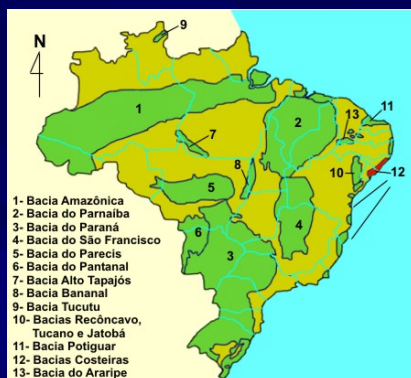 9
N
11
13
1
2
7
10
8
12
5
4
6
3
1- Bacia Amazônica
2- Bacia do Parnaíba
3- Bacia do Paraná
4- Bacia do São Francisco
5- Bacia do Parecis
6- Bacia do Pantanal
7- Bacia Alto Tapajós
8- Bacia Bananal
9- Bacia Tucutu
10- Bacias Recôncavo,
Tucano e Jatobá
11- Bacia Potiguar
12- Bacias Costeiras
13- Bacia do Araripe